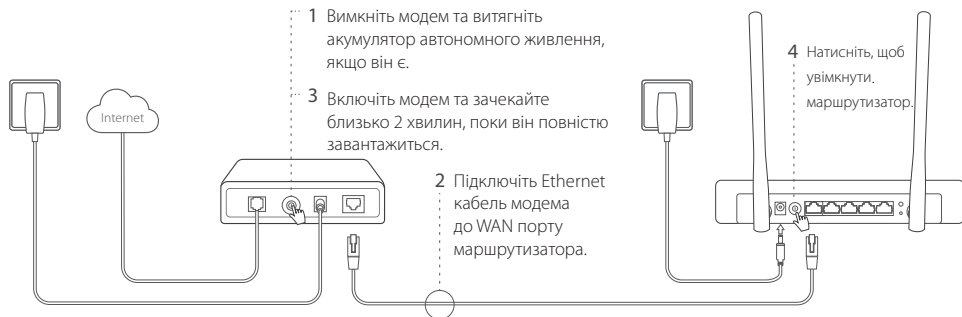 1 Вимкніть модем та витягніть
акумулятор автономного живлення,
якщо він є.
3 Включіть модем та зачекайте
близько 2 хвилин, поки він повністю
завантажиться.
Internet
2 Підключіть Ethernet
кабель модема
до WAN порту
маршрутизатора.
4 Натисніть, щоб
увімкнути.
маршрутизатор.